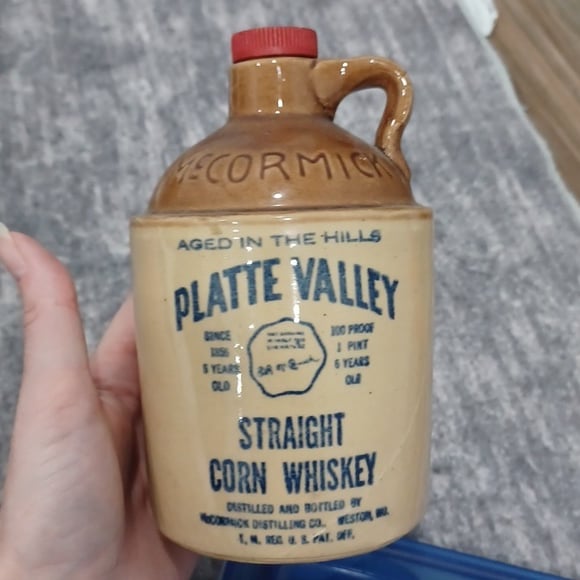 McCORMICK
AGED IN THE HILLS
PLATTE VALLEY
SINCE
1856
5 YEARS
OLD
100 PROOF
1 PINT
5 YEARS
OLD
STRAIGHT
CORN WHISKEY
DISTILLED AND BOTTLED BY
McCORMICK DISTILLING CO., WESTON, MO.
T. M. REG U. S. PAT. OFF.